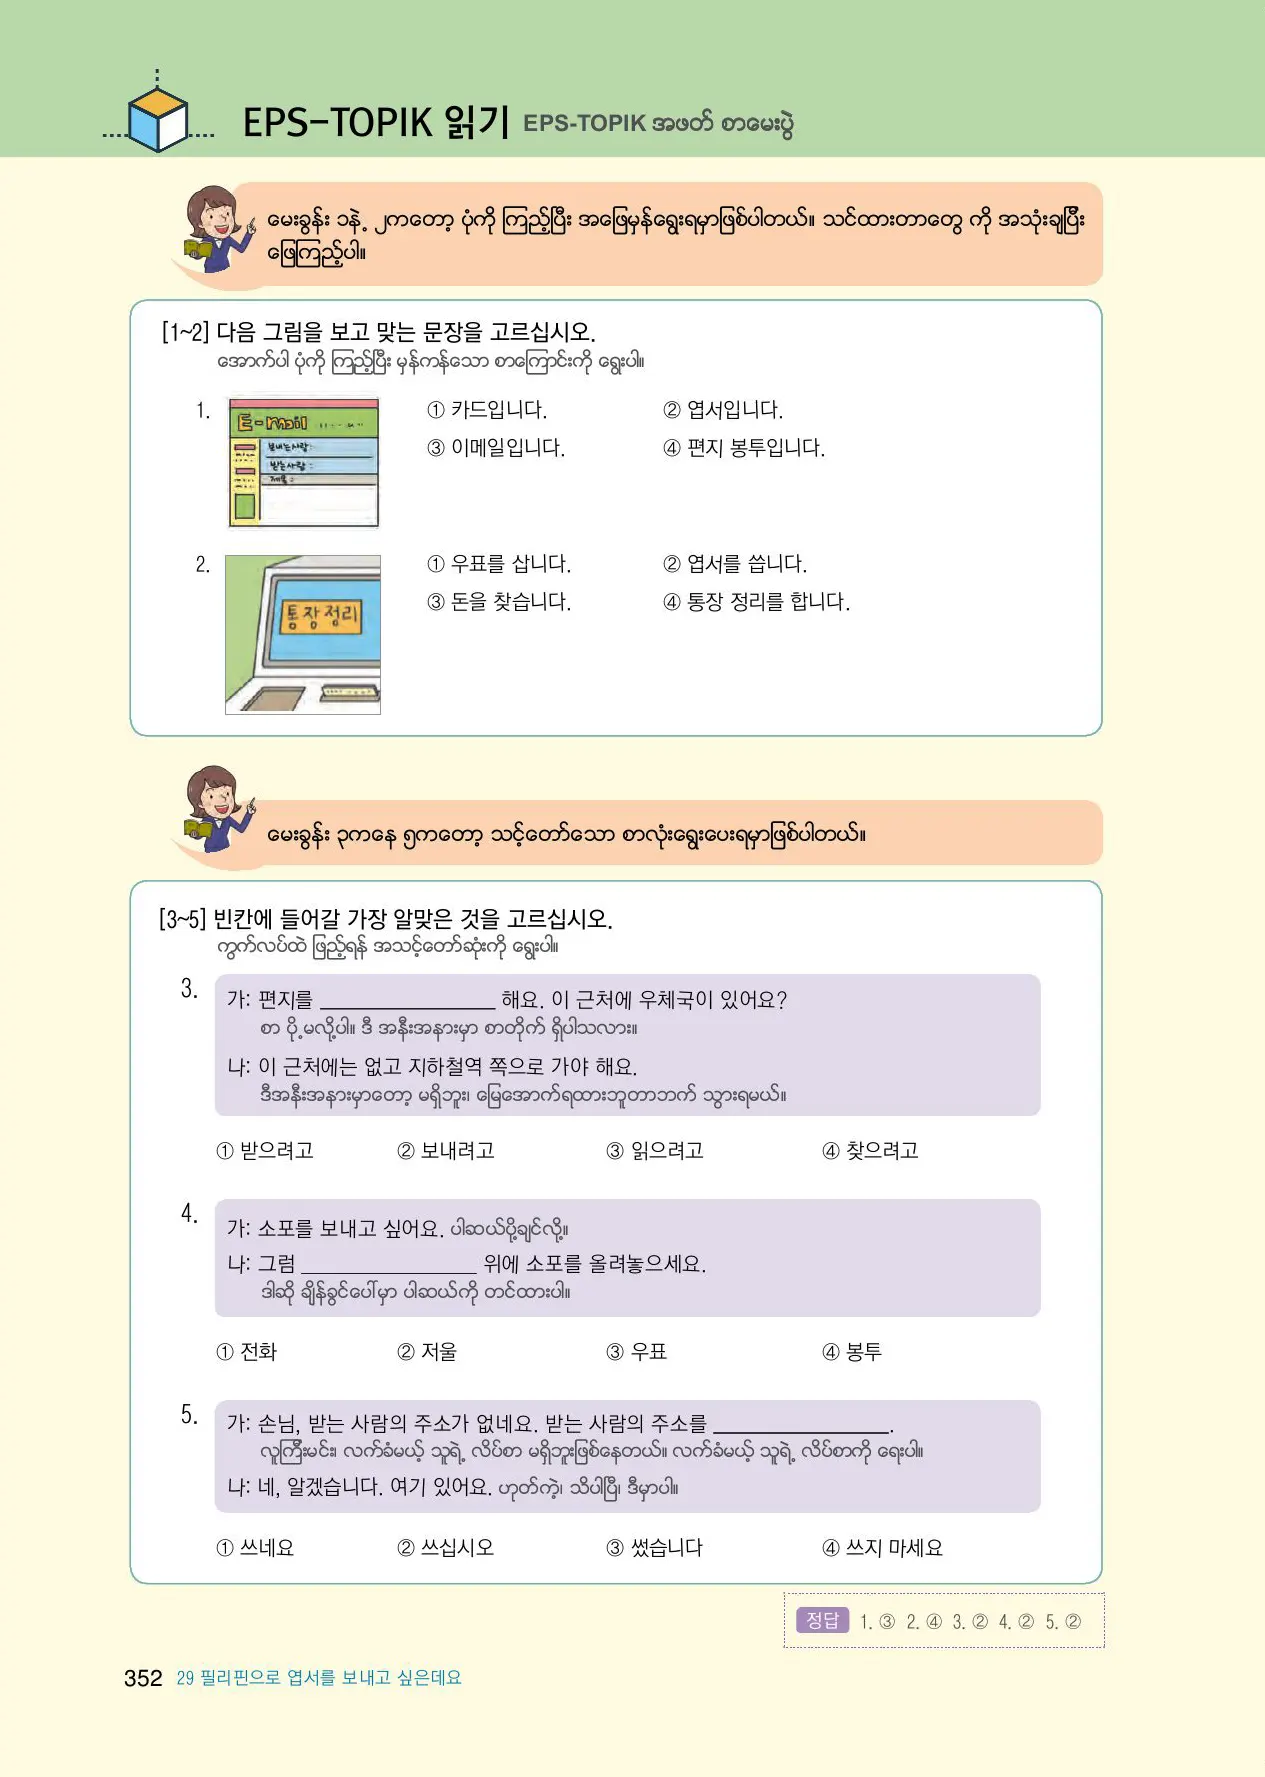 EPS-TOPIK 읽기 EPS-TOPIK အဖတ် စာမေးပွဲ
မေးခွန်း ၁နဲ့ ၂ကတော့ ပုံကို ကြည့်ပြီး အဖြေမှန်ရွေးရမှာဖြစ်ပါတယ်။ သင်ထားတာတွေ ကို အသုံးချပြီး
ဖြေကြည့်ပါ။
[1~2] 다음 그림을 보고 맞는 문장을 고르십시오.
အောက်ပါ ပုံကို ကြည့်ပြီး မှန်ကန်သော စာကြောင်းကို ရွေးပါ။
1.
E-mail
보내는사람:
받는사람:
제목:
① 카드입니다. ② 엽서입니다.
③ 이메일입니다. ④ 편지 봉투입니다.
2.
통장정리
① 우표를 삽니다. ② 엽서를 씁니다.
③ 돈을 찾습니다. ④ 통장 정리를 합니다.
မေးခွန်း ၃ကနေ ၅ကတော့ သင့်တော်သော စာလုံးရွေးပေးရမှာဖြစ်ပါတယ်။
[3~5] 빈칸에 들어갈 가장 알맞은 것을 고르십시오.
ကွက်လပ်ထဲ ဖြည့်ရန် အသင့်တော်ဆုံးကို ရွေးပါ။
3.
가: 편지를 ________________ 해요. 이 근처에 우체국이 있어요?
စာ ပို့မလို့ပါ။ ဒီ အနီးအနားမှာ စာတိုက် ရှိပါသလား။
나: 이 근처에는 없고 지하철역 쪽으로 가야 해요.
ဒီအနီးအနားမှာတော့ မရှိဘူး၊ မြေအောက်ရထားဘူတာဘက် သွားရမယ်။
① 받으려고 ② 보내려고 ③ 읽으려고 ④ 찾으려고
4.
가: 소포를 보내고 싶어요. ပါဆယ်ပို့ချင်လို့။
나: 그럼 ________________ 위에 소포를 올려놓으세요.
ဒါဆို ချိန်ခွင်ပေါ်မှာ ပါဆယ်ကို တင်ထားပါ။
① 전화 ② 저울 ③ 우표 ④ 봉투
5.
가: 손님, 받는 사람의 주소가 없네요. 받는 사람의 주소를 ________________.
လူကြီးမင်း၊ လက်ခံမယ့် သူရဲ့ လိပ်စာ မရှိဘူးဖြစ်နေတယ်။ လက်ခံမယ့် သူရဲ့ လိပ်စာကို ရေးပါ။
나: 네, 알겠습니다. 여기 있어요. ဟုတ်ကဲ့၊ သိပါပြီ၊ ဒီမှာပါ။
① 쓰네요 ② 쓰십시오 ③ 썼습니다 ④ 쓰지 마세요
정답 1. ③ 2. ④ 3. ② 4. ② 5. ②
352 29 필리핀으로 엽서를 보내고 싶은데요